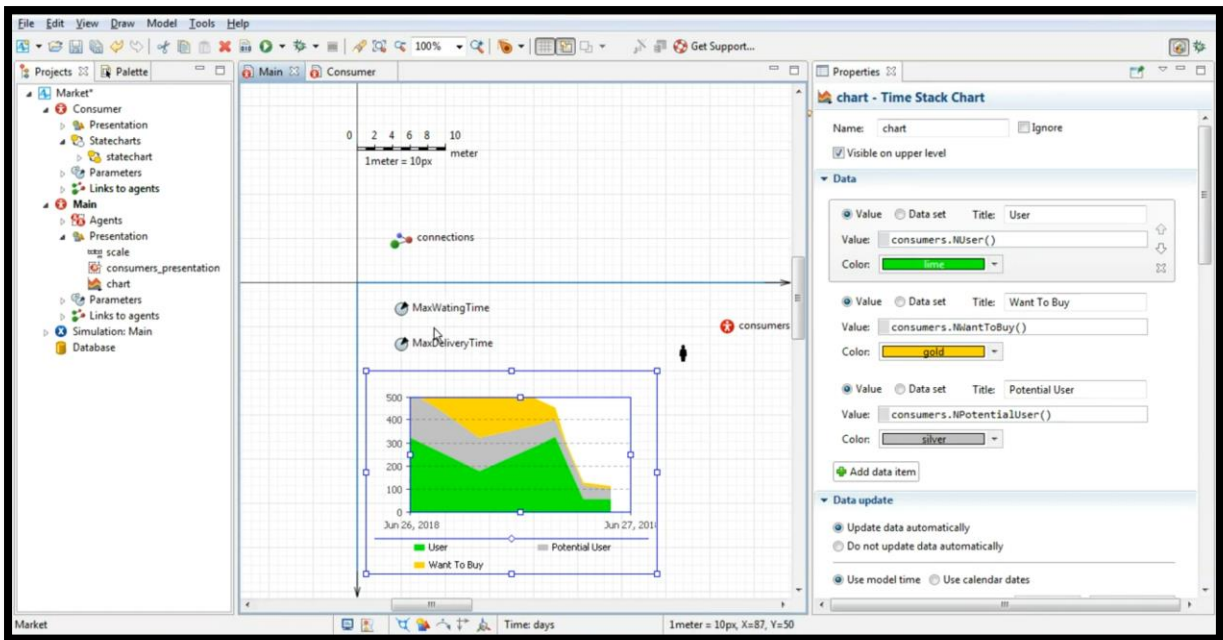 File Edit View Draw Model Tools Help
100% Get Support...
Projects Palette
Market*
Consumer
Presentation
Statecharts
statechart
Parameters
Links to agents
Main
Agents
Presentation
scale
consumers_presentation
chart
Parameters
Links to agents
Simulation: Main
Database
Main Consumer
0 2 4 6 8 10
meter
1meter = 10px
connections
MaxWatingTime
consumers
MaxDeliveryTime
500
400
300
200
100
0
Jun 26, 2018 Jun 27, 201
User Potential User
Want To Buy
Properties
chart - Time Stack Chart
Name: chart Ignore
Visible on upper level
Data
Value Data set Title: User
Value: consumers.NUser()
Color: lime
Value Data set Title: Want To Buy
Value: consumers.NWantToBuy()
Color: gold
Value Data set Title: Potential User
Value: consumers.NPotentialUser()
Color: silver
Add data item
Data update
Update data automatically
Do not update data automatically
Use model time Use calendar dates
Market Time: days 1meter = 10px, X=87, Y=50